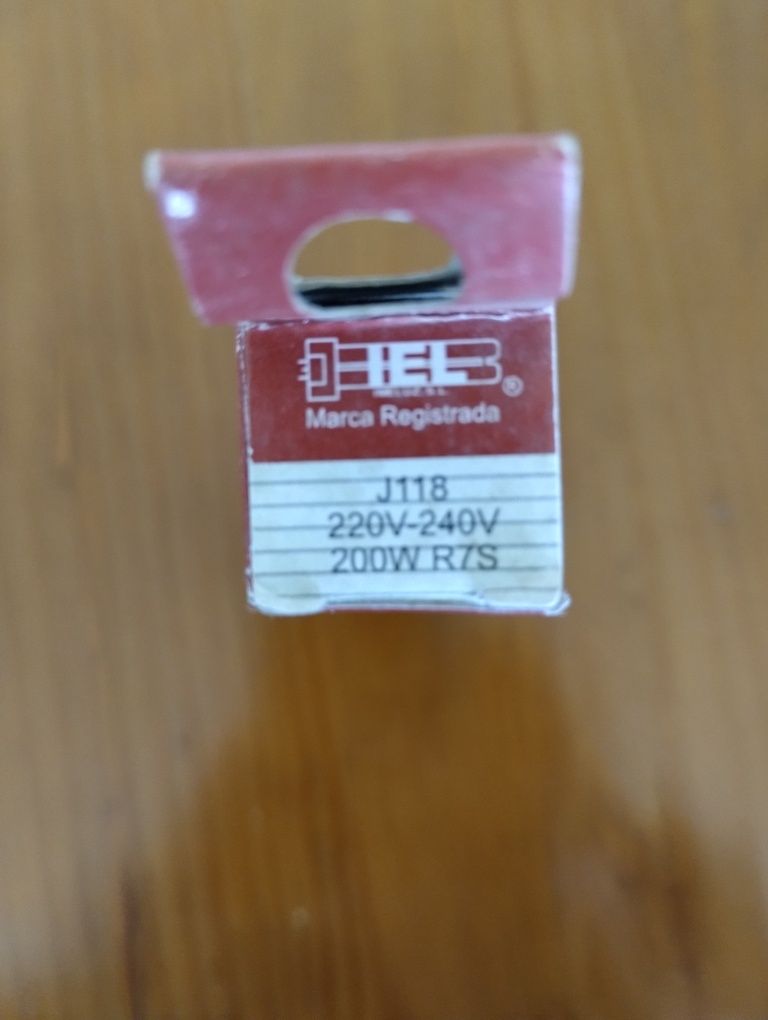 IEL
®
Marca Registrada
J118
220V-240V
200W R7S